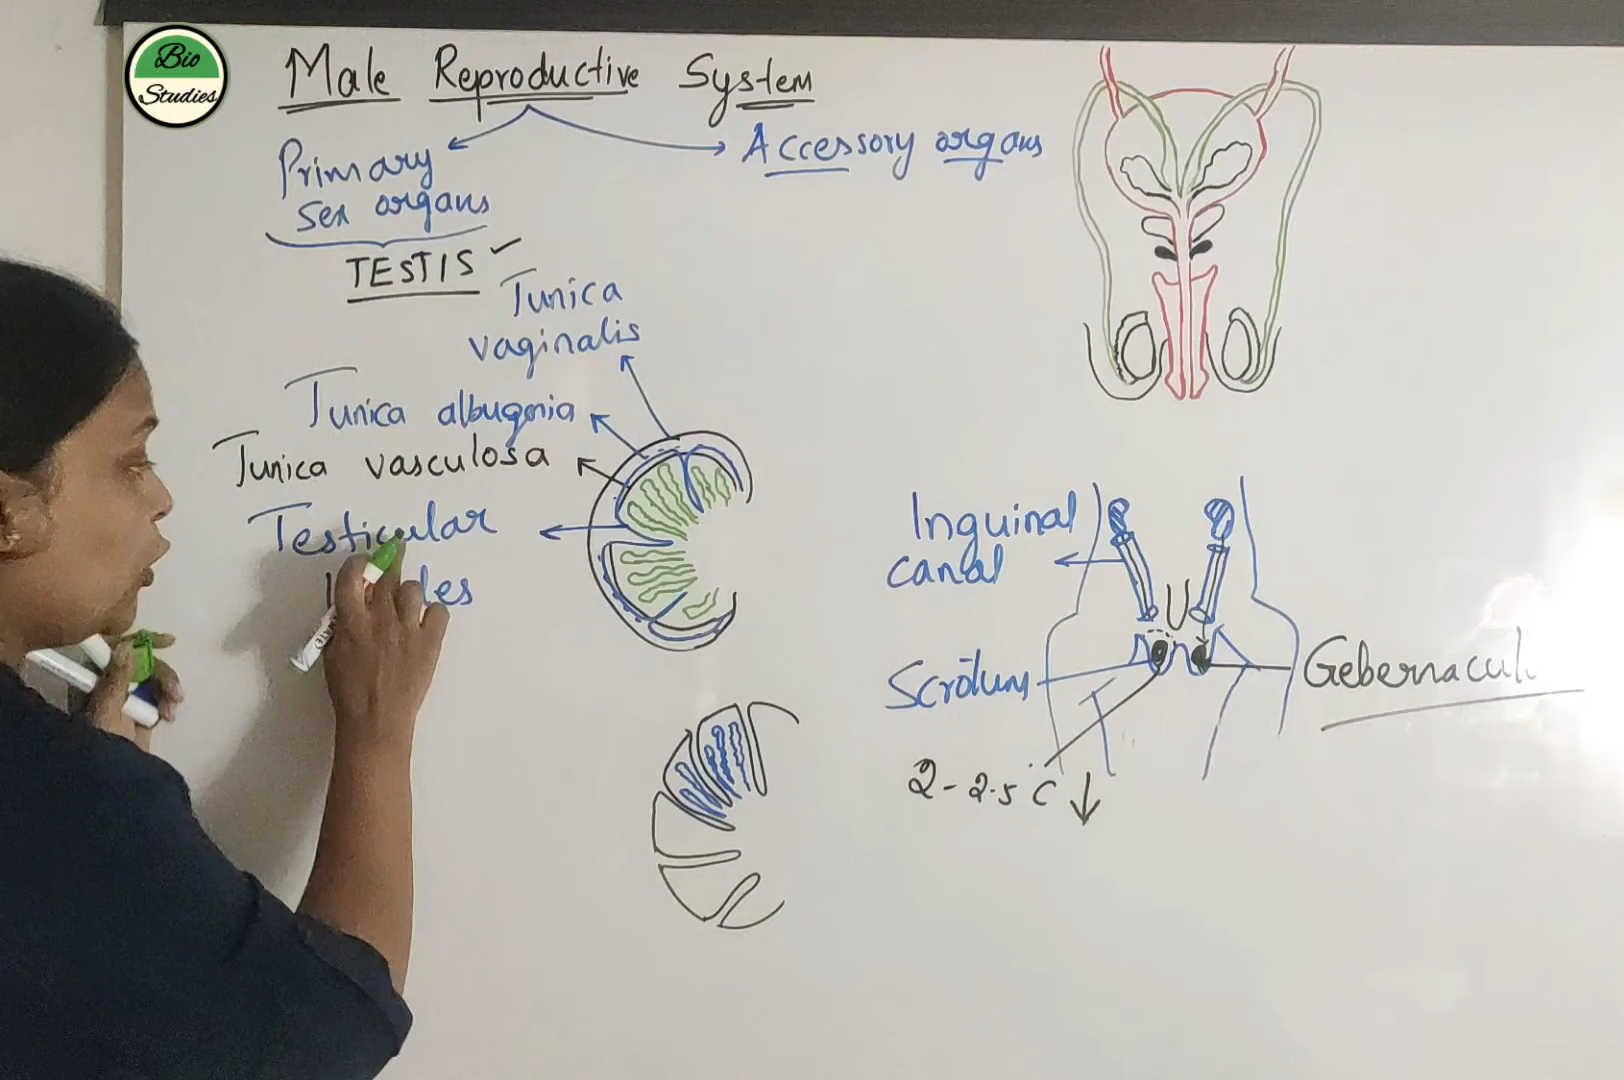 Bio
Studies
Male Reproductive System
Primary
sex organs
Accessory organs
TESTIS
Tunica
vaginalis
Tunica albugnia
Tunica vasculosa
Testicular
Inguinal
canal
Scrotum
Gebernacul
2-2.5°C ↓